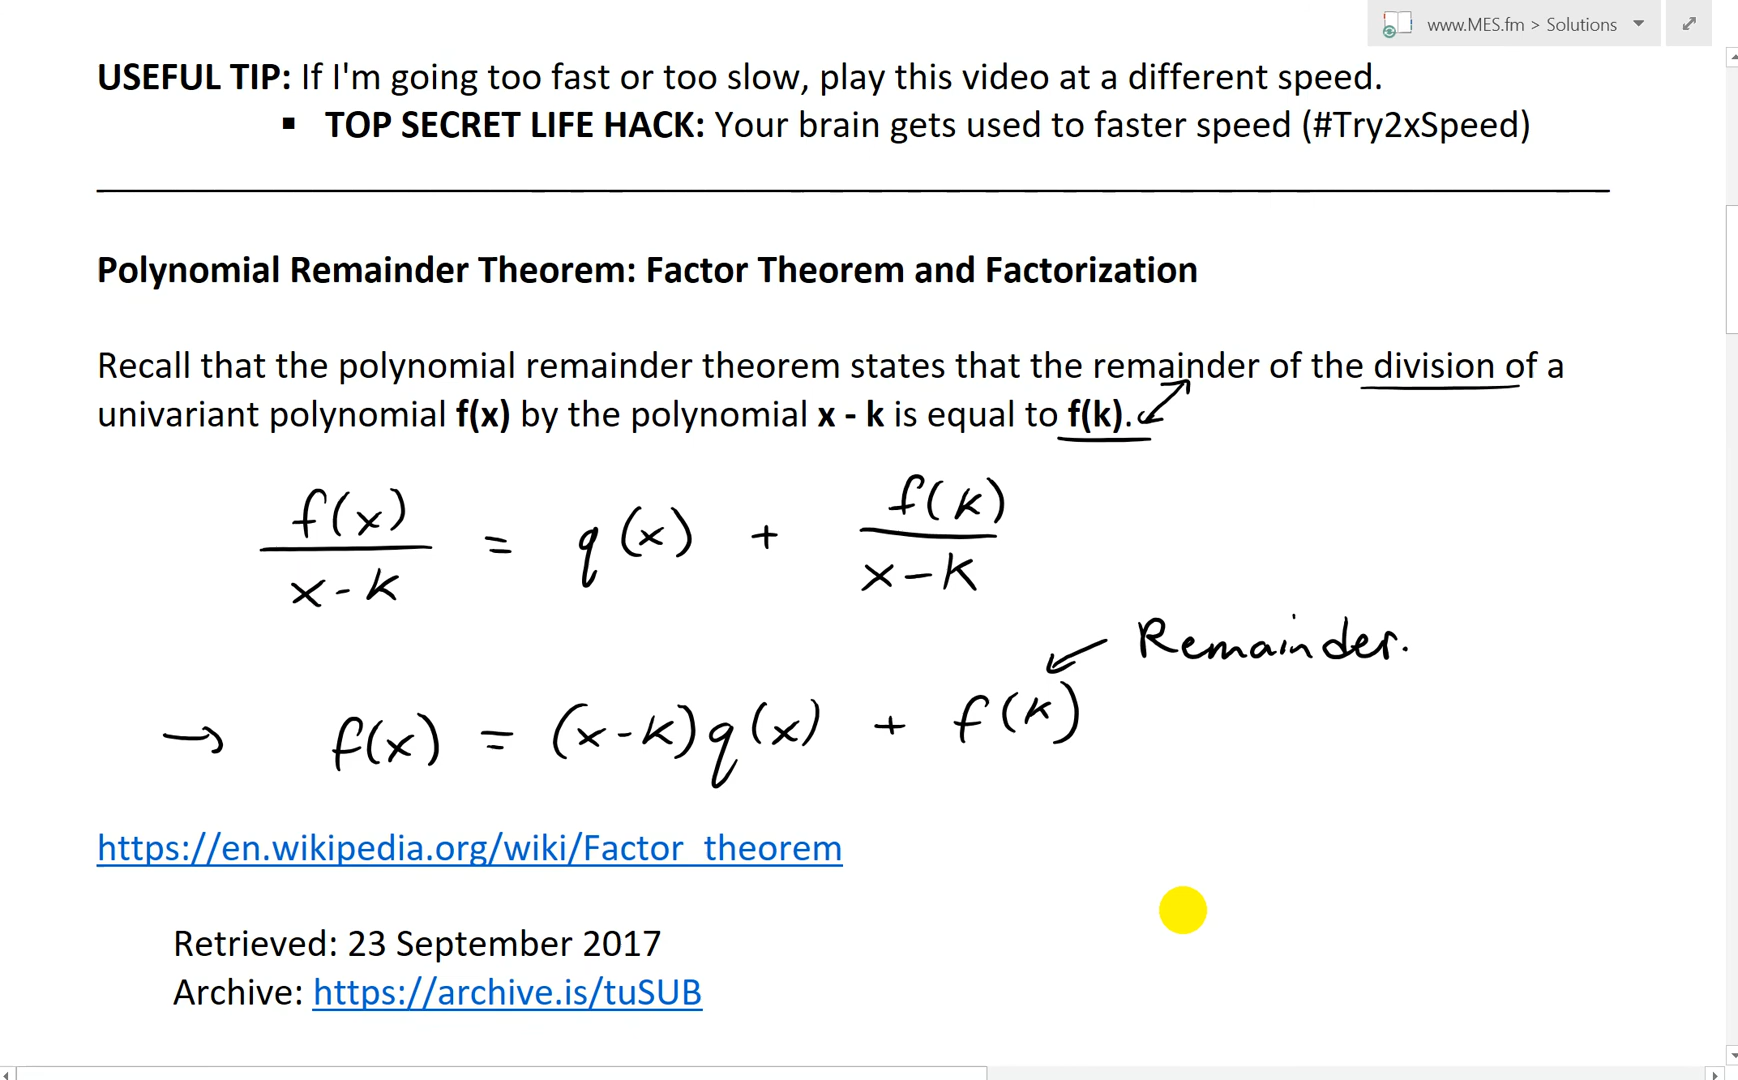 www.MES.fm > Solutions
USEFUL TIP: If I'm going too fast or too slow, play this video at a different speed.
▪ TOP SECRET LIFE HACK: Your brain gets used to faster speed (#Try2xSpeed)
Polynomial Remainder Theorem: Factor Theorem and Factorization
Recall that the polynomial remainder theorem states that the remainder of the division of a
univariant polynomial f(x) by the polynomial x - k is equal to f(k).
f(x)/(x-k) = q(x) + f(k)/(x-k)
Remainder.
→ f(x) = (x-k)q(x) + f(k)
https://en.wikipedia.org/wiki/Factor_theorem
Retrieved: 23 September 2017
Archive: https://archive.is/tuSUB